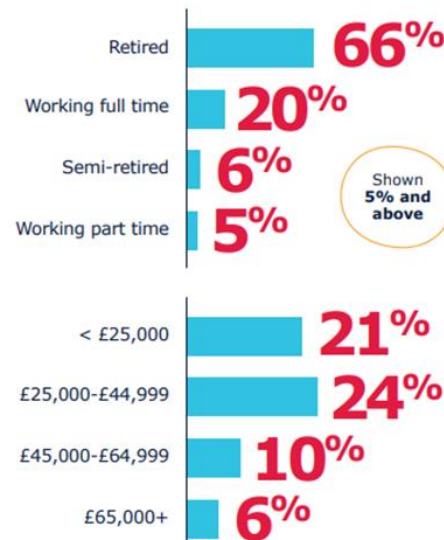 Retired 66%
Working full time 20%
Semi-retired 6%
Working part time 5%
Shown
5% and
above
< £25,000 21%
£25,000-£44,999 24%
£45,000-£64,999 10%
£65,000+ 6%